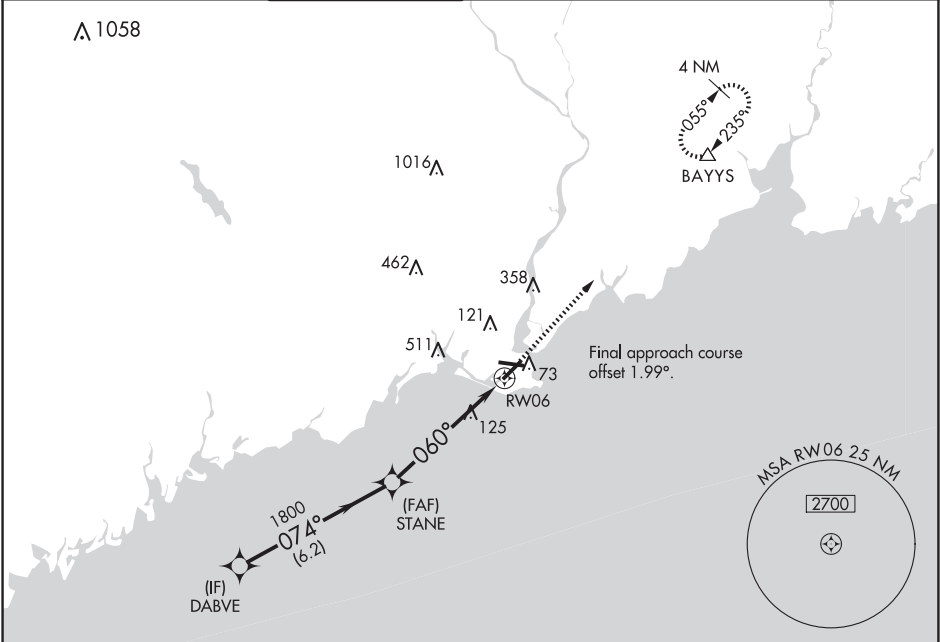 1058
4 NM
055°
235°
BAYYS
1016
462
358
121
511
73
Final approach course
offset 1.99°.
RW06
125
060°
(FAF)
STANE
1800
074°
(6.2)
(IF)
DABVE
MSA RW06 25 NM
2700